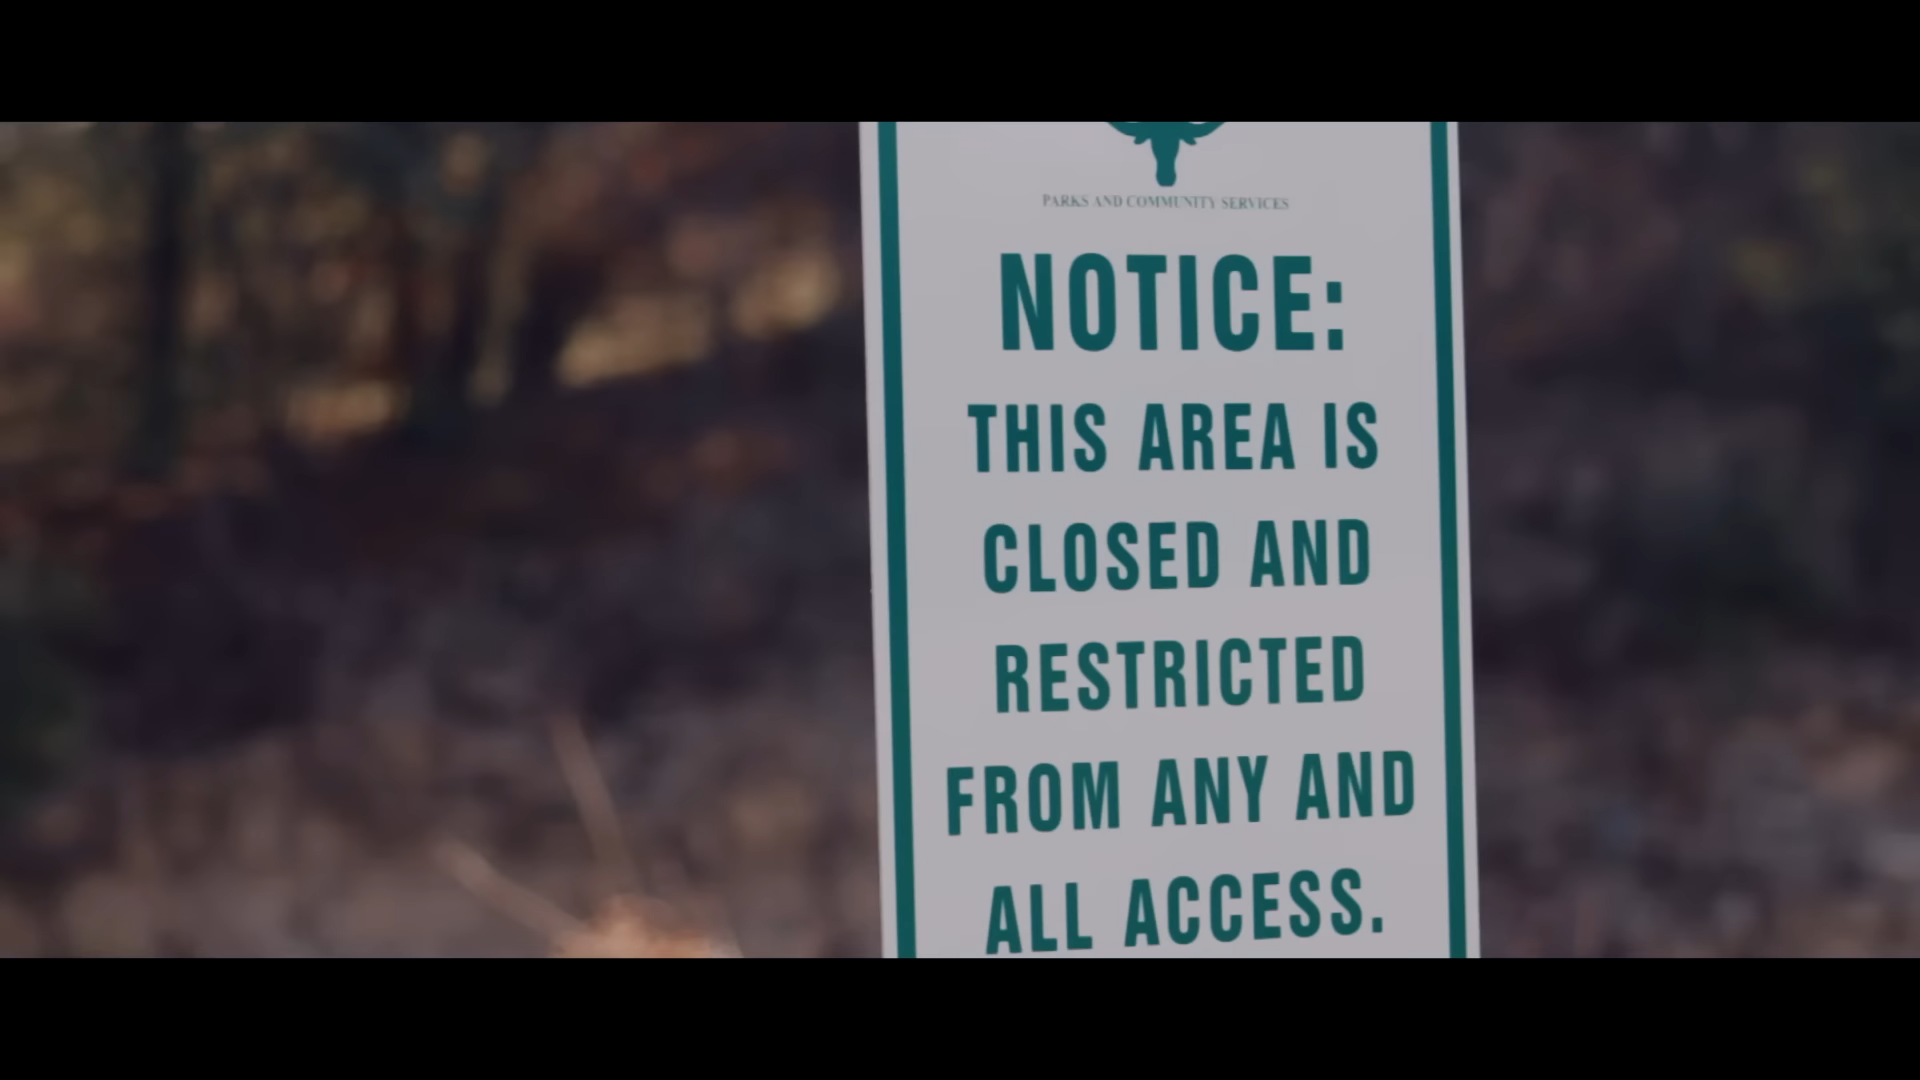 PARKS AND COMMUNITY SERVICES
NOTICE:
THIS AREA IS
CLOSED AND
RESTRICTED
FROM ANY AND
ALL ACCESS.